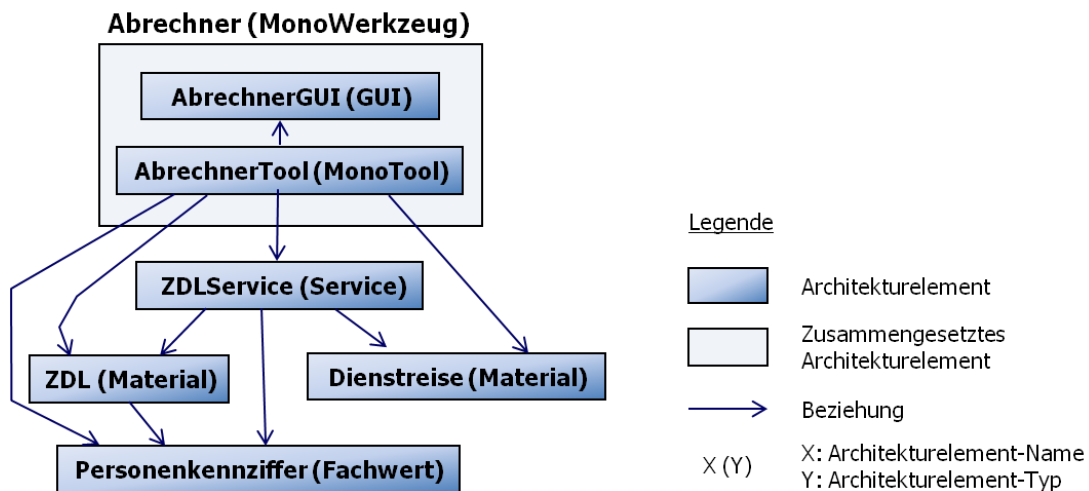 Abrechner (MonoWerkzeug)
AbrechnerGUI (GUI)
AbrechnerTool (MonoTool)
ZDLService (Service)
ZDL (Material)
Dienstreise (Material)
Personenkennziffer (Fachwert)
Legende
Architekturelement
Zusammengesetztes
Architekturelement
Beziehung
X (Y)
X: Architekturelement-Name
Y: Architekturelement-Typ